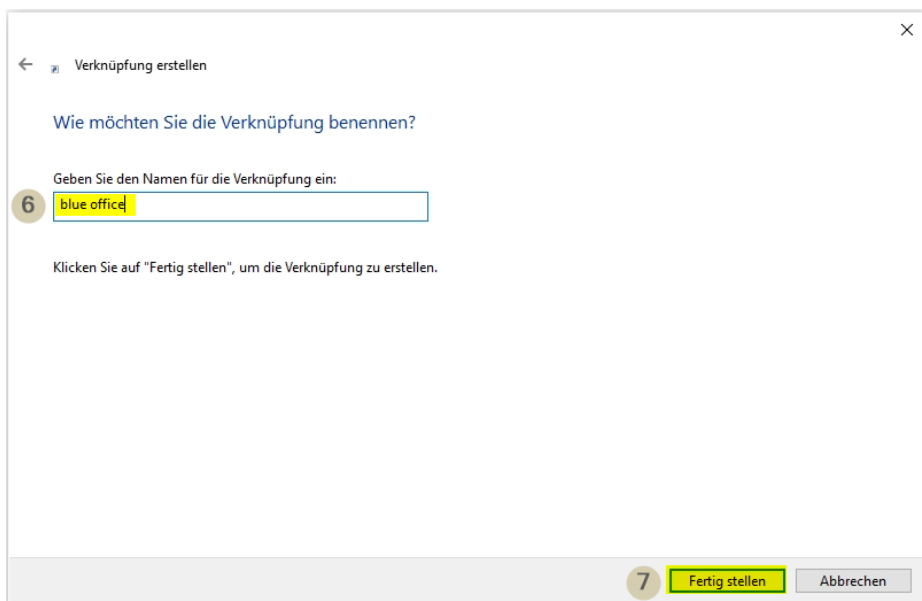 Verknüpfung erstellen
Wie möchten Sie die Verknüpfung benennen?
Geben Sie den Namen für die Verknüpfung ein:
6 blue office
Klicken Sie auf "Fertig stellen", um die Verknüpfung zu erstellen.
7 Fertig stellen Abbrechen